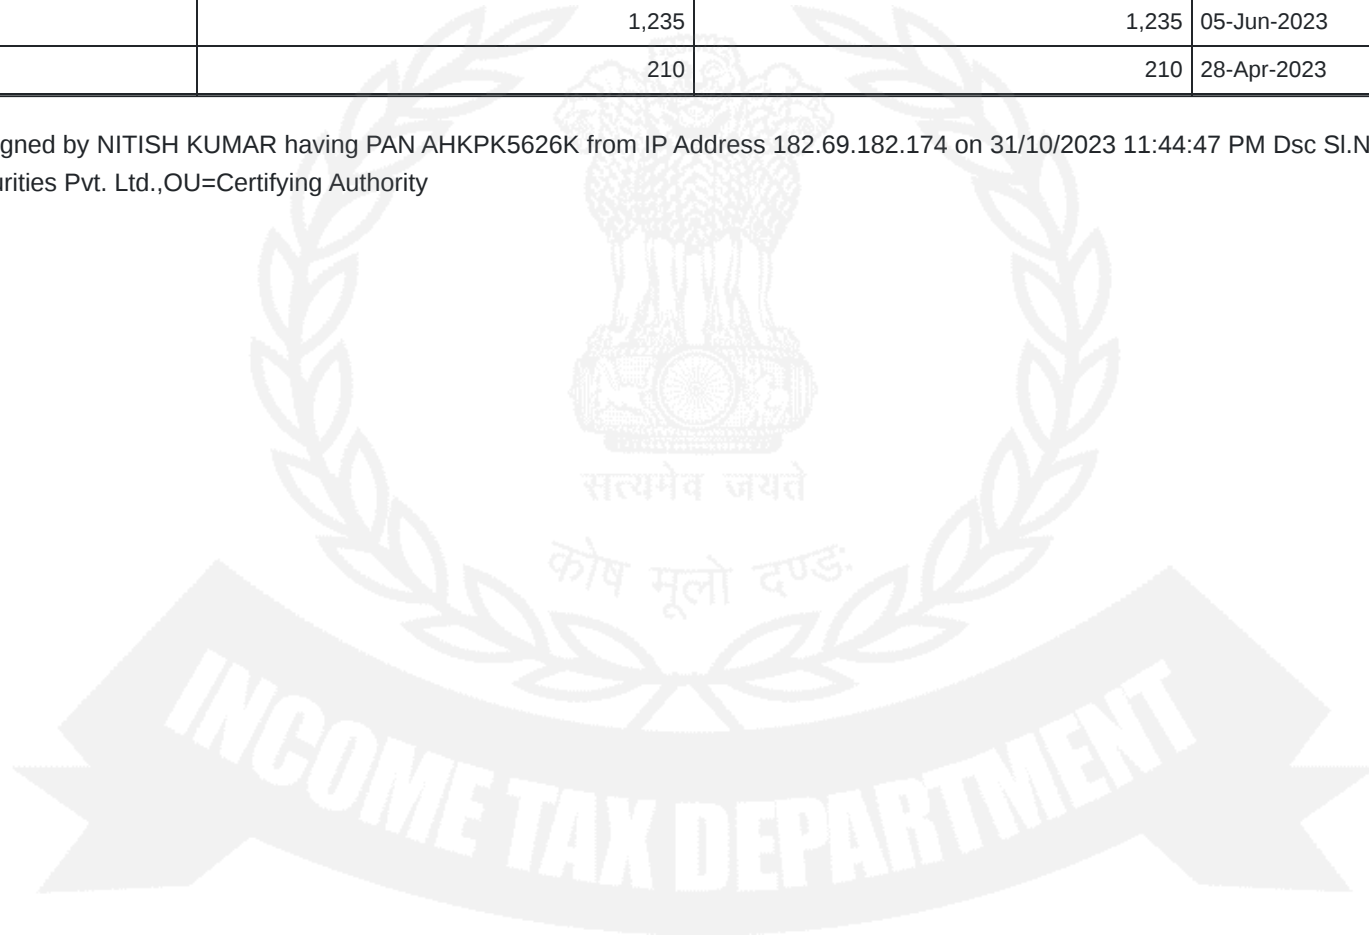 1,235 1,235 05-Jun-2023
210 210 28-Apr-2023
gned by NITISH KUMAR having PAN AHKPK5626K from IP Address 182.69.182.174 on 31/10/2023 11:44:47 PM Dsc Sl.N
urities Pvt. Ltd.,OU=Certifying Authority
सत्यमेव जयते
कोष मूलो दण्डः
INCOME TAX DEPARTMENT